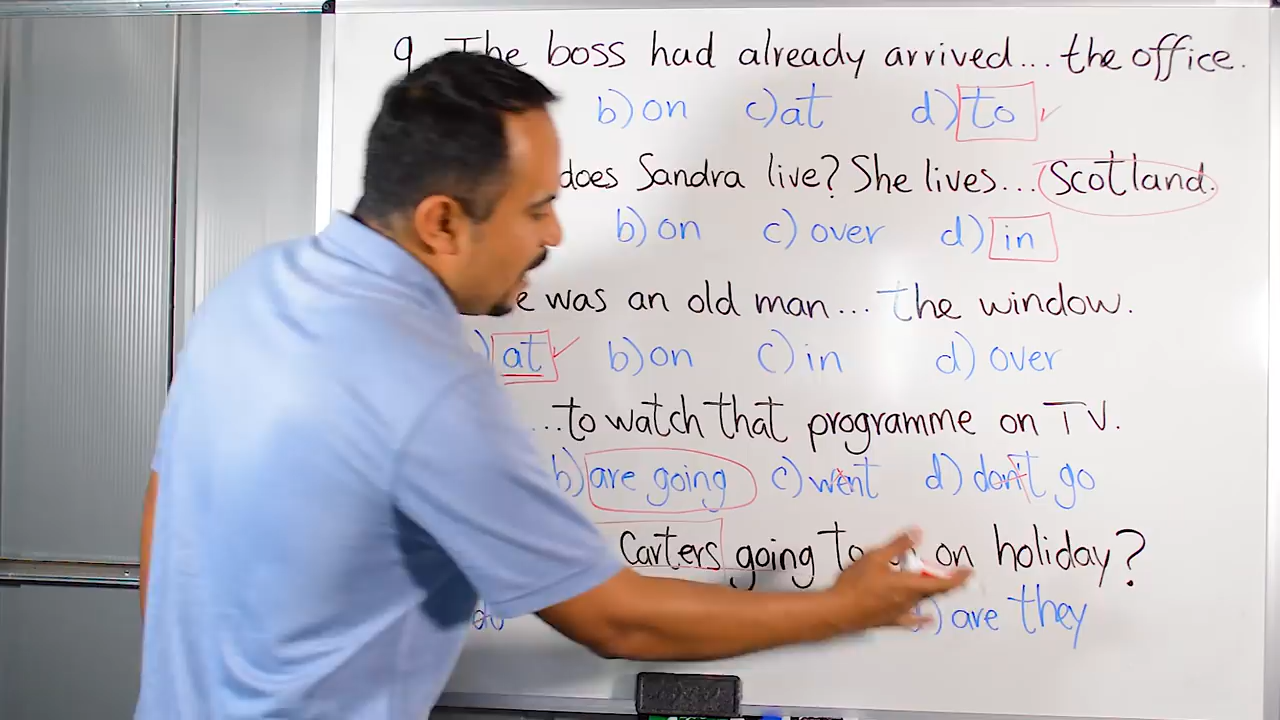 9 The boss had already arrived... the office.
b) on c) at d) to
does Sandra live? She lives... Scotland.
b) on c) over d) in
e was an old man... the window.
) at b) on c) in d) over
...to watch that programme on TV.
b) are going c) went d) don't go
Carters going to on holiday?
do d) are they